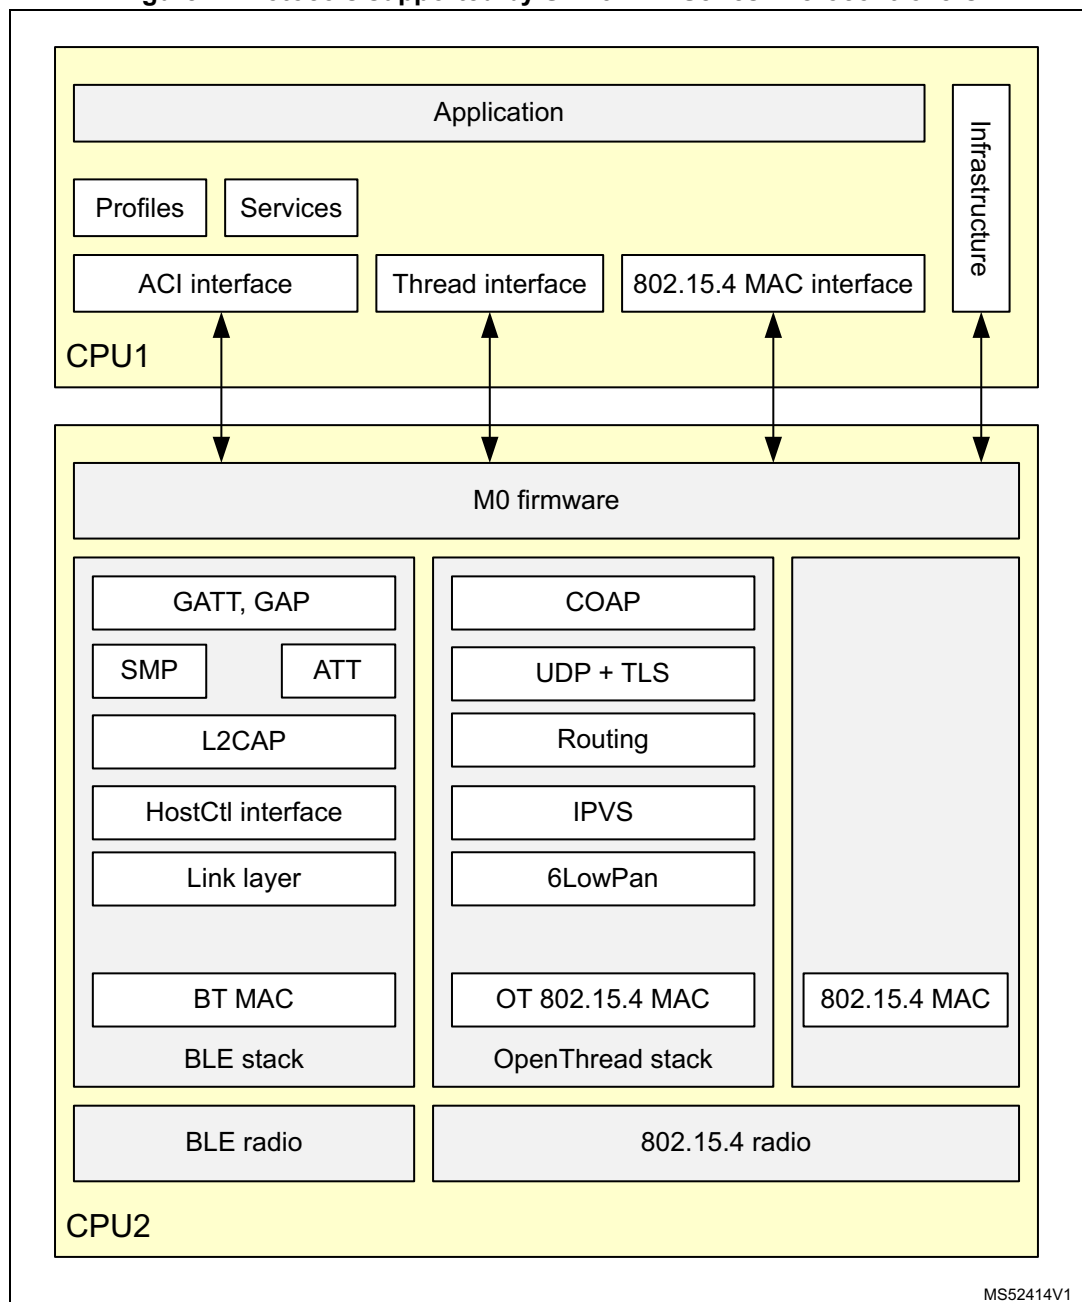 Application
Infrastructure
Profiles
Services
ACI interface
Thread interface
802.15.4 MAC interface
CPU1
M0 firmware
GATT, GAP
COAP
SMP
ATT
UDP + TLS
L2CAP
Routing
HostCtl interface
IPVS
Link layer
6LowPan
BT MAC
OT 802.15.4 MAC
802.15.4 MAC
BLE stack
OpenThread stack
BLE radio
802.15.4 radio
CPU2
MS52414V1